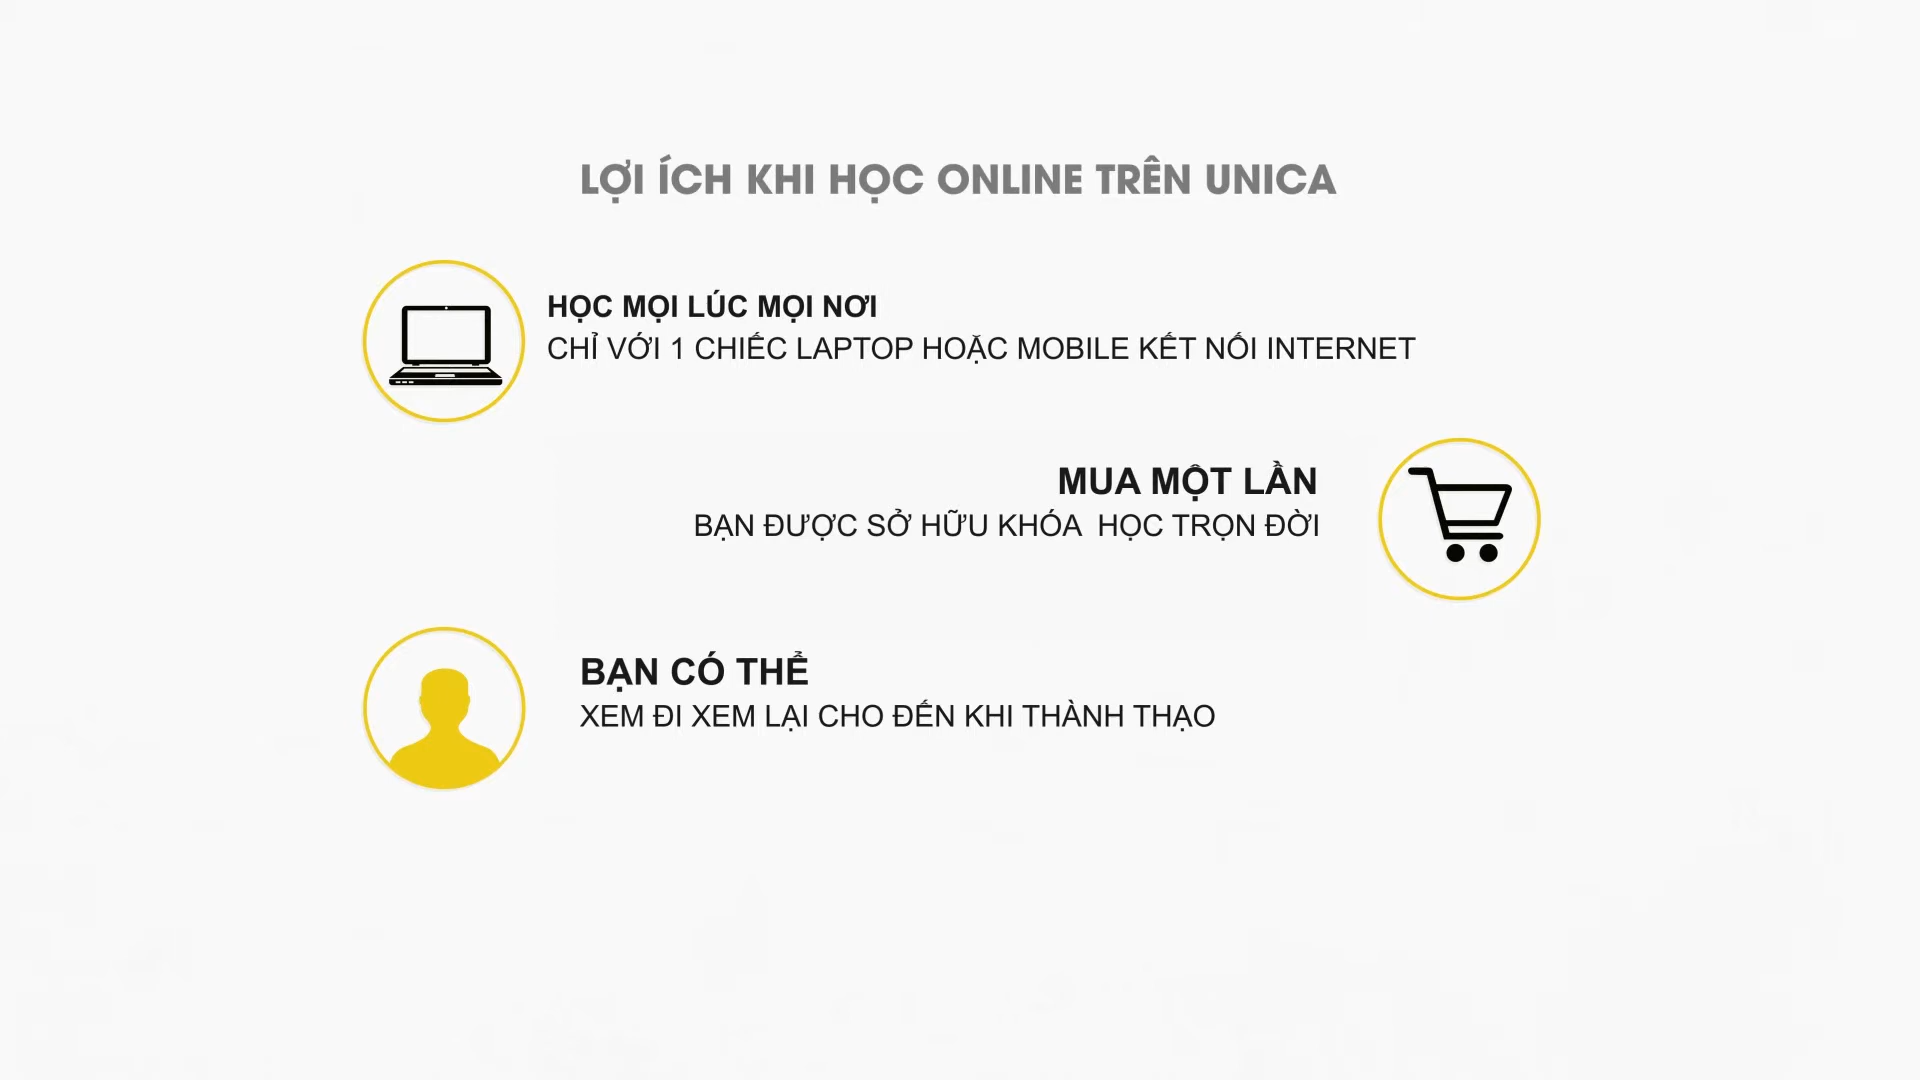 LỢI ÍCH KHI HỌC ONLINE TRÊN UNICA
HỌC MỌI LÚC MỌI NƠI
CHỈ VỚI 1 CHIẾC LAPTOP HOẶC MOBILE KẾT NỐI INTERNET
MUA MỘT LẦN
BẠN ĐƯỢC SỞ HỮU KHÓA  HỌC TRỌN ĐỜI
BẠN CÓ THỂ
XEM ĐI XEM LẠI CHO ĐẾN KHI THÀNH THẠO